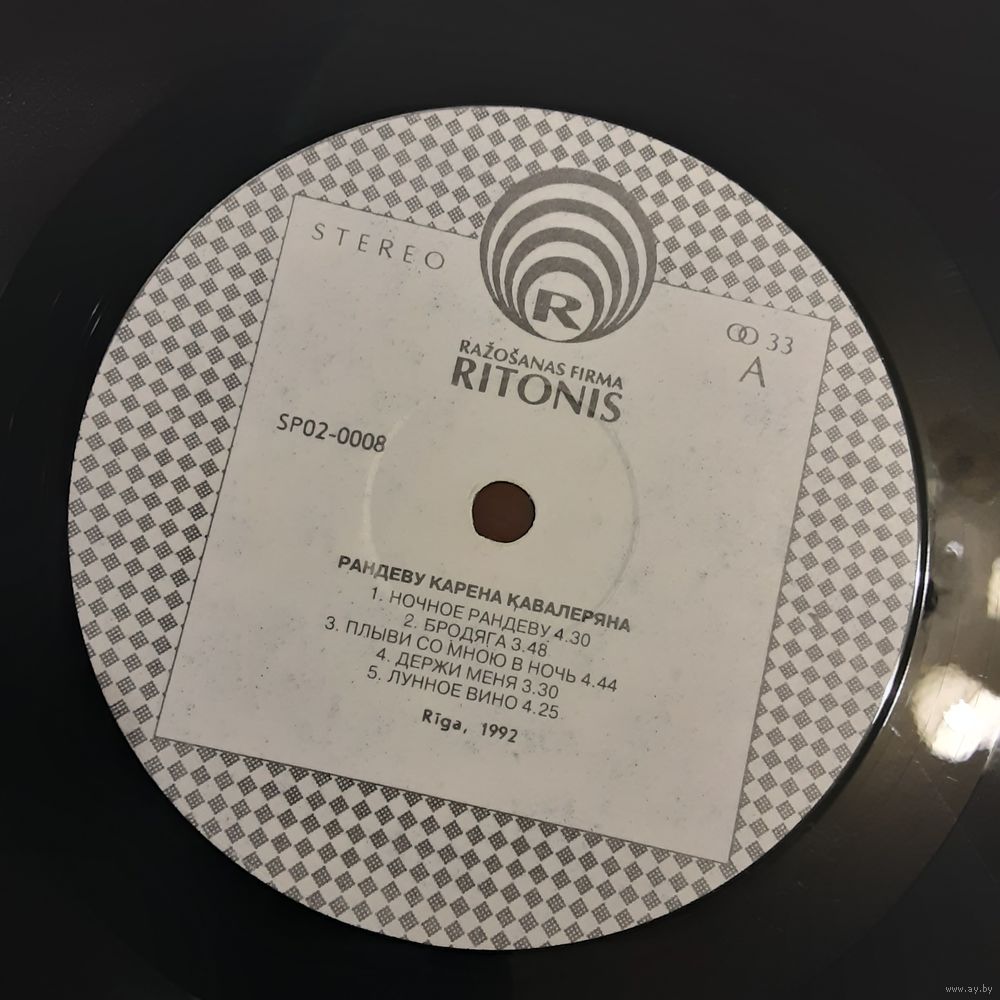 STEREO
R
33
A
RAŽOŠANAS FIRMA
RITONIS
SP02-0008
РАНДЕВУ КАРЕНА КАВАЛЕРЯНА
1. НОЧНОЕ РАНДЕВУ 4.30
2. БРОДЯГА 3.48
3. ПЛЫВИ СО МНОЮ В НОЧЬ 4.44
4. ДЕРЖИ МЕНЯ 3.30
5. ЛУННОЕ ВИНО 4.25
Rīga, 1992
www.ay.by